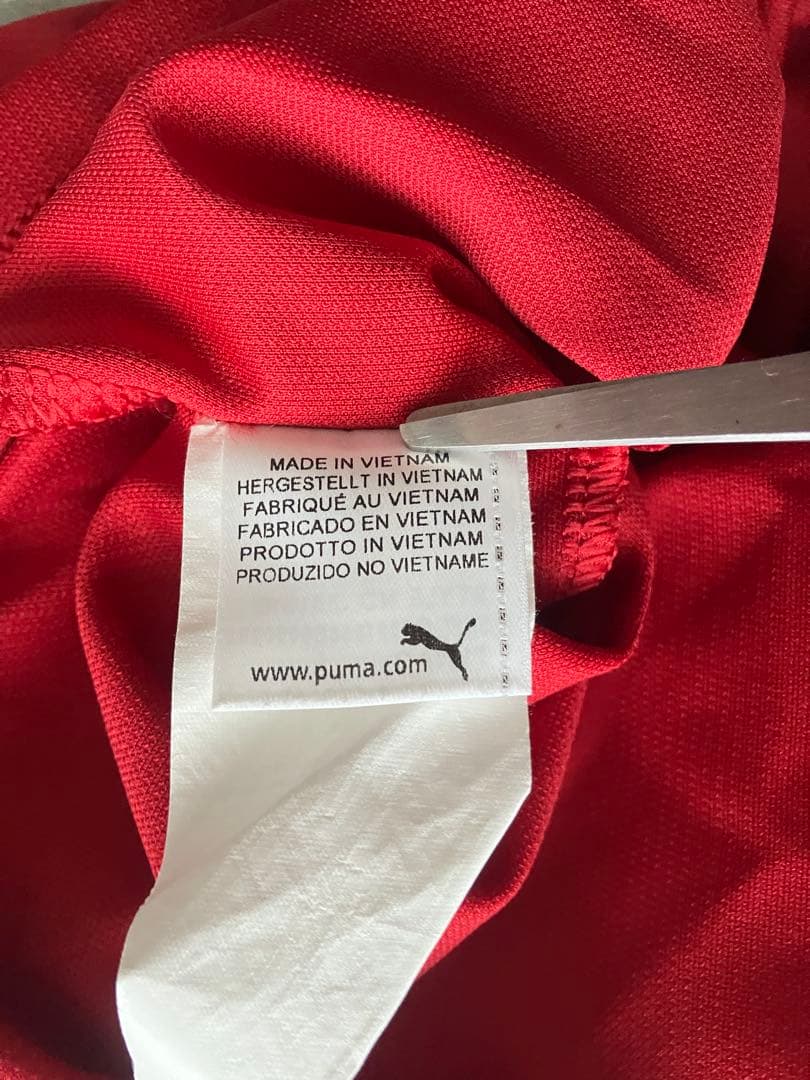 MADE IN VIETNAM
HERGESTELLT IN VIETNAM
FABRIQUÉ AU VIETNAM
FABRICADO EN VIETNAM
PRODOTTO IN VIETNAM
PRODUZIDO NO VIETNAME
www.puma.com